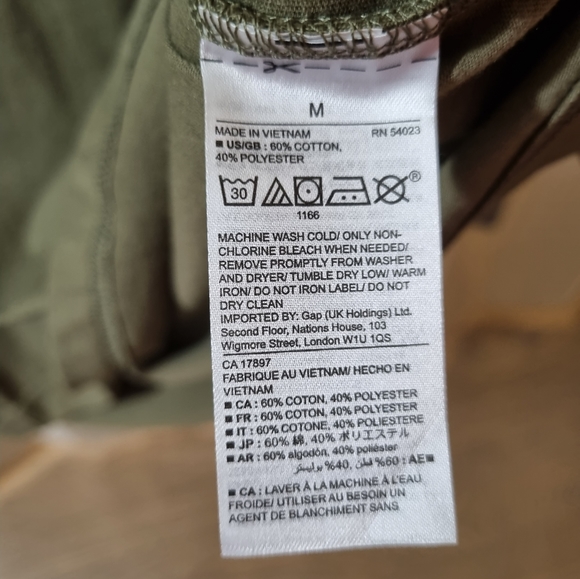 M
MADE IN VIETNAM RN 54023
■ US/GB : 60% COTTON,
40% POLYESTER
30 ®
1166
MACHINE WASH COLD/ ONLY NON-
CHLORINE BLEACH WHEN NEEDED/
REMOVE PROMPTLY FROM WASHER
AND DRYER/ TUMBLE DRY LOW/ WARM
IRON/ DO NOT IRON LABEL/ DO NOT
DRY CLEAN
IMPORTED BY: Gap (UK Holdings) Ltd.
Second Floor, Nations House, 103
Wigmore Street, London W1U 1QS
CA 17897
FABRIQUE AU VIETNAM/ HECHO EN
VIETNAM
■ CA : 60% COTON, 40% POLYESTER
■ FR : 60% COTON, 40% POLYESTER
■ IT : 60% COTONE, 40% POLIESTERE
■ JP : 60% 綿, 40% ポリエステル
■ AR : 60% algodón, 40% poliéster
■ AE : 60% قطن, 40% بوليستر
■ CA : LAVER À LA MACHINE À L'EAU
FROIDE/ UTILISER AU BESOIN UN
AGENT DE BLANCHIMENT SANS